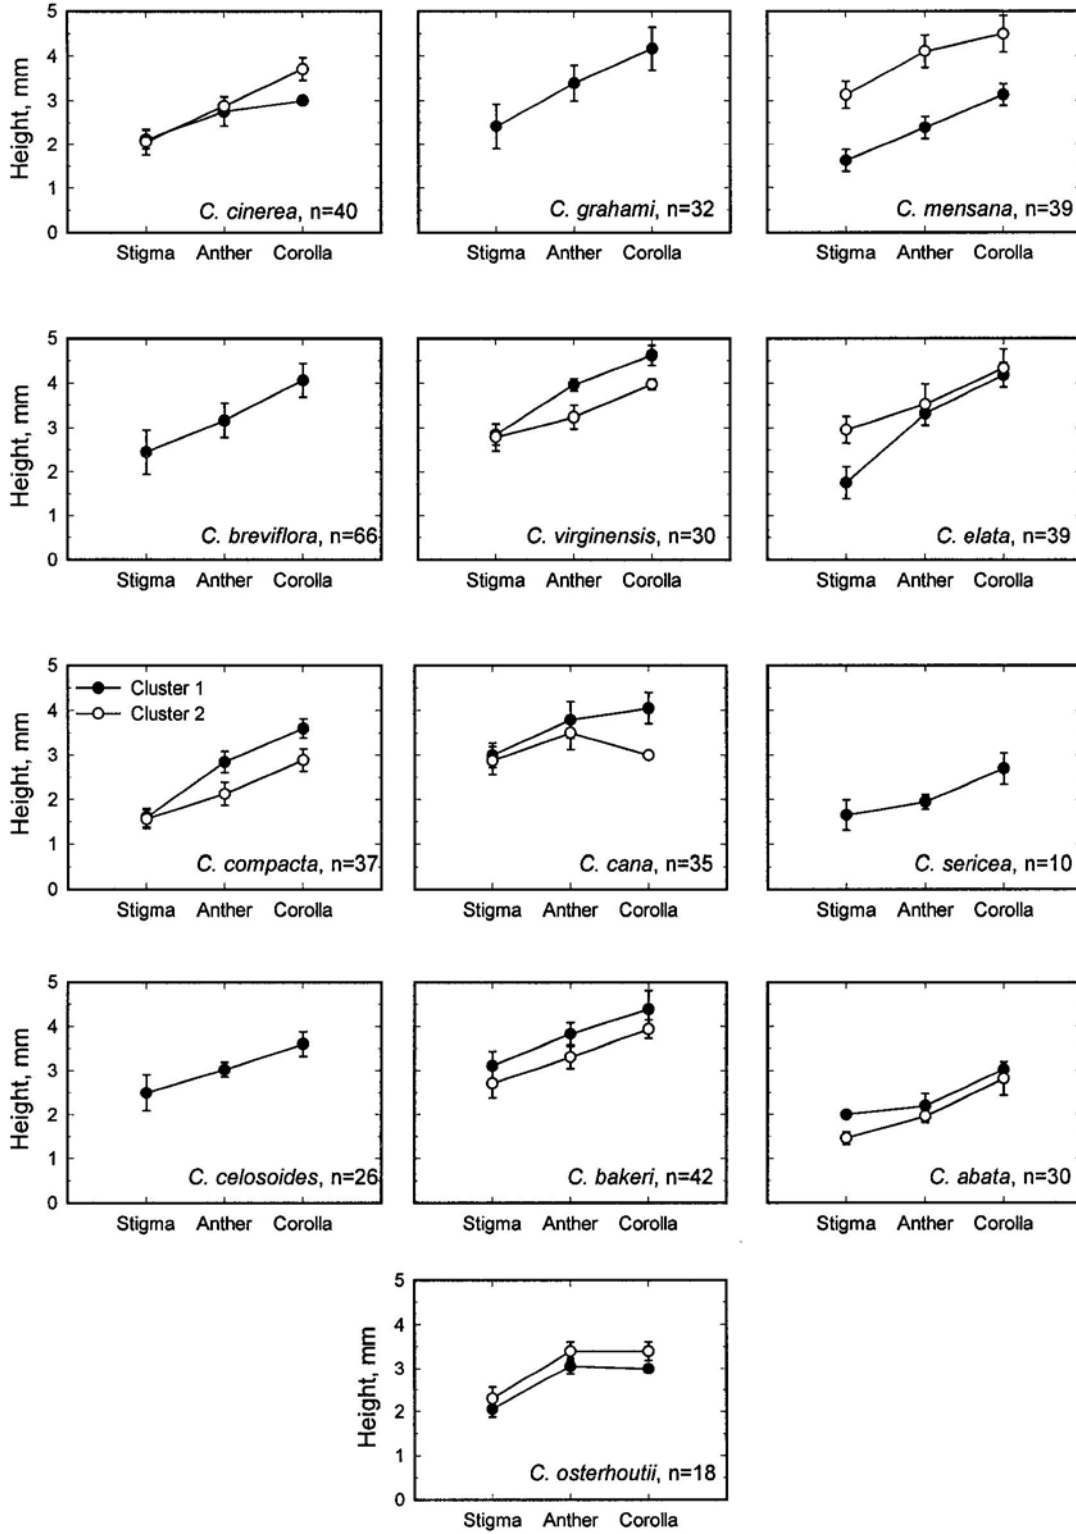 5
4
3
2
1
0
Height, mm
C. cinerea, n=40
Stigma Anther Corolla
C. grahami, n=32
Stigma Anther Corolla
C. mensana, n=39
Stigma Anther Corolla
5
4
3
2
1
0
Height, mm
C. breviflora, n=66
Stigma Anther Corolla
C. virginensis, n=30
Stigma Anther Corolla
C. elata, n=39
Stigma Anther Corolla
5
4
3
2
1
0
Height, mm
Cluster 1
Cluster 2
C. compacta, n=37
Stigma Anther Corolla
C. cana, n=35
Stigma Anther Corolla
C. sericea, n=10
Stigma Anther Corolla
5
4
3
2
1
0
Height, mm
C. celosoides, n=26
Stigma Anther Corolla
C. bakeri, n=42
Stigma Anther Corolla
C. abata, n=30
Stigma Anther Corolla
5
4
3
2
1
0
Height, mm
C. osterhoutii, n=18
Stigma Anther Corolla